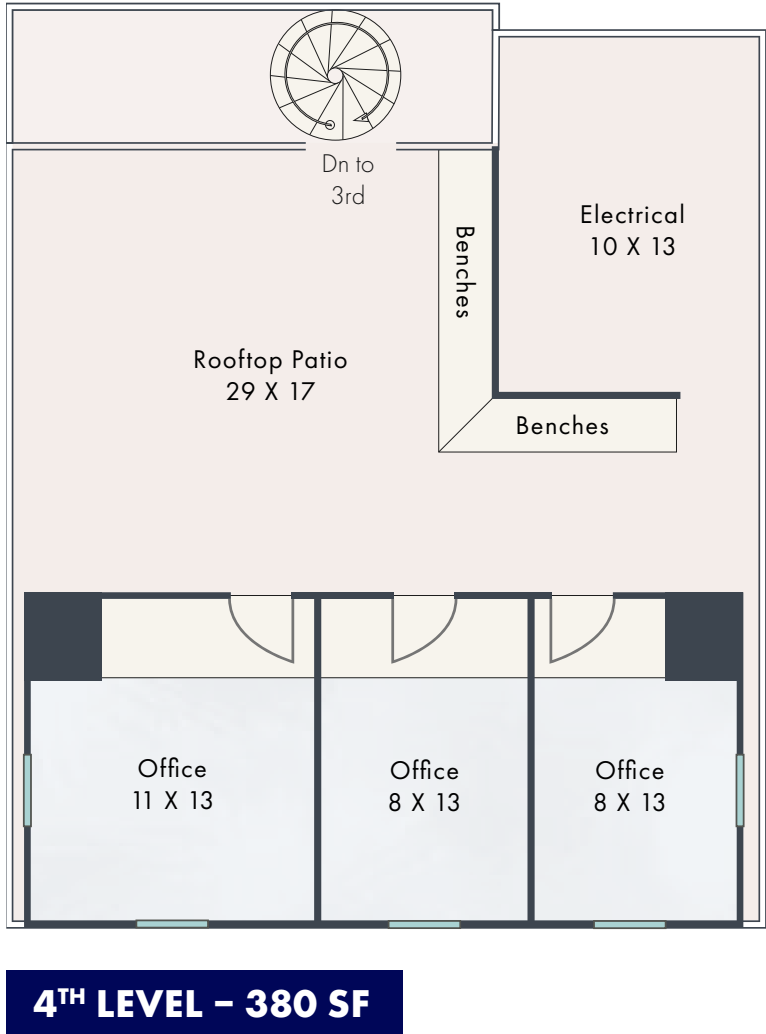 Dn to
3rd
Electrical
10 X 13
Benches
Rooftop Patio
29 X 17
Benches
Office
11 X 13
Office
8 X 13
Office
8 X 13
4TH LEVEL – 380 SF